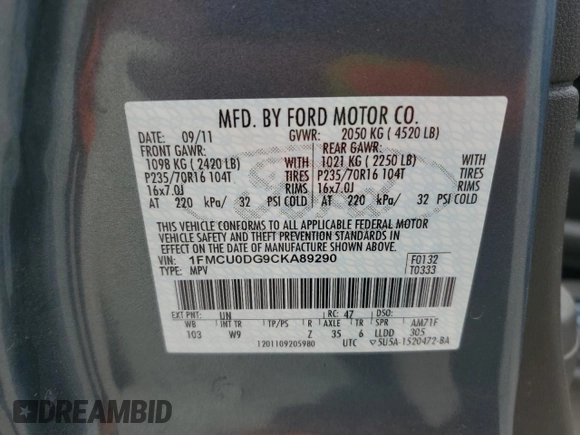 MFD. BY FORD MOTOR CO.
DATE: 09/11 GVWR: 2050 KG ( 4520 LB)
FRONT GAWR: REAR GAWR:
1098 KG ( 2420 LB) WITH 1021 KG ( 2250 LB) WITH
P235/70R16 104T TIRES P235/70R16 104T TIRES
16x7.0J RIMS 16x7.0J RIMS
AT 220 kPa/ 32 PSI COLD AT 220 kPa/ 32 PSI COLD
THIS VEHICLE CONFORMS TO ALL APPLICABLE FEDERAL MOTOR
VEHICLE SAFETY AND THEFT PREVENTION STANDARDS IN
EFFECT ON THE DATE OF MANUFACTURE SHOWN ABOVE.
VIN: 1FMCU0DG9CKA89290 F0132
TYPE: MPV T0333
EXT PNT: UN RC: 47 DSO:
WB INT TR TP/PS R AXLE TR SPR AM71F
103 W9 Z 35 6 LLDD 305
1201109205980 UTC 5U5A-1520472-BA
DREAMBID